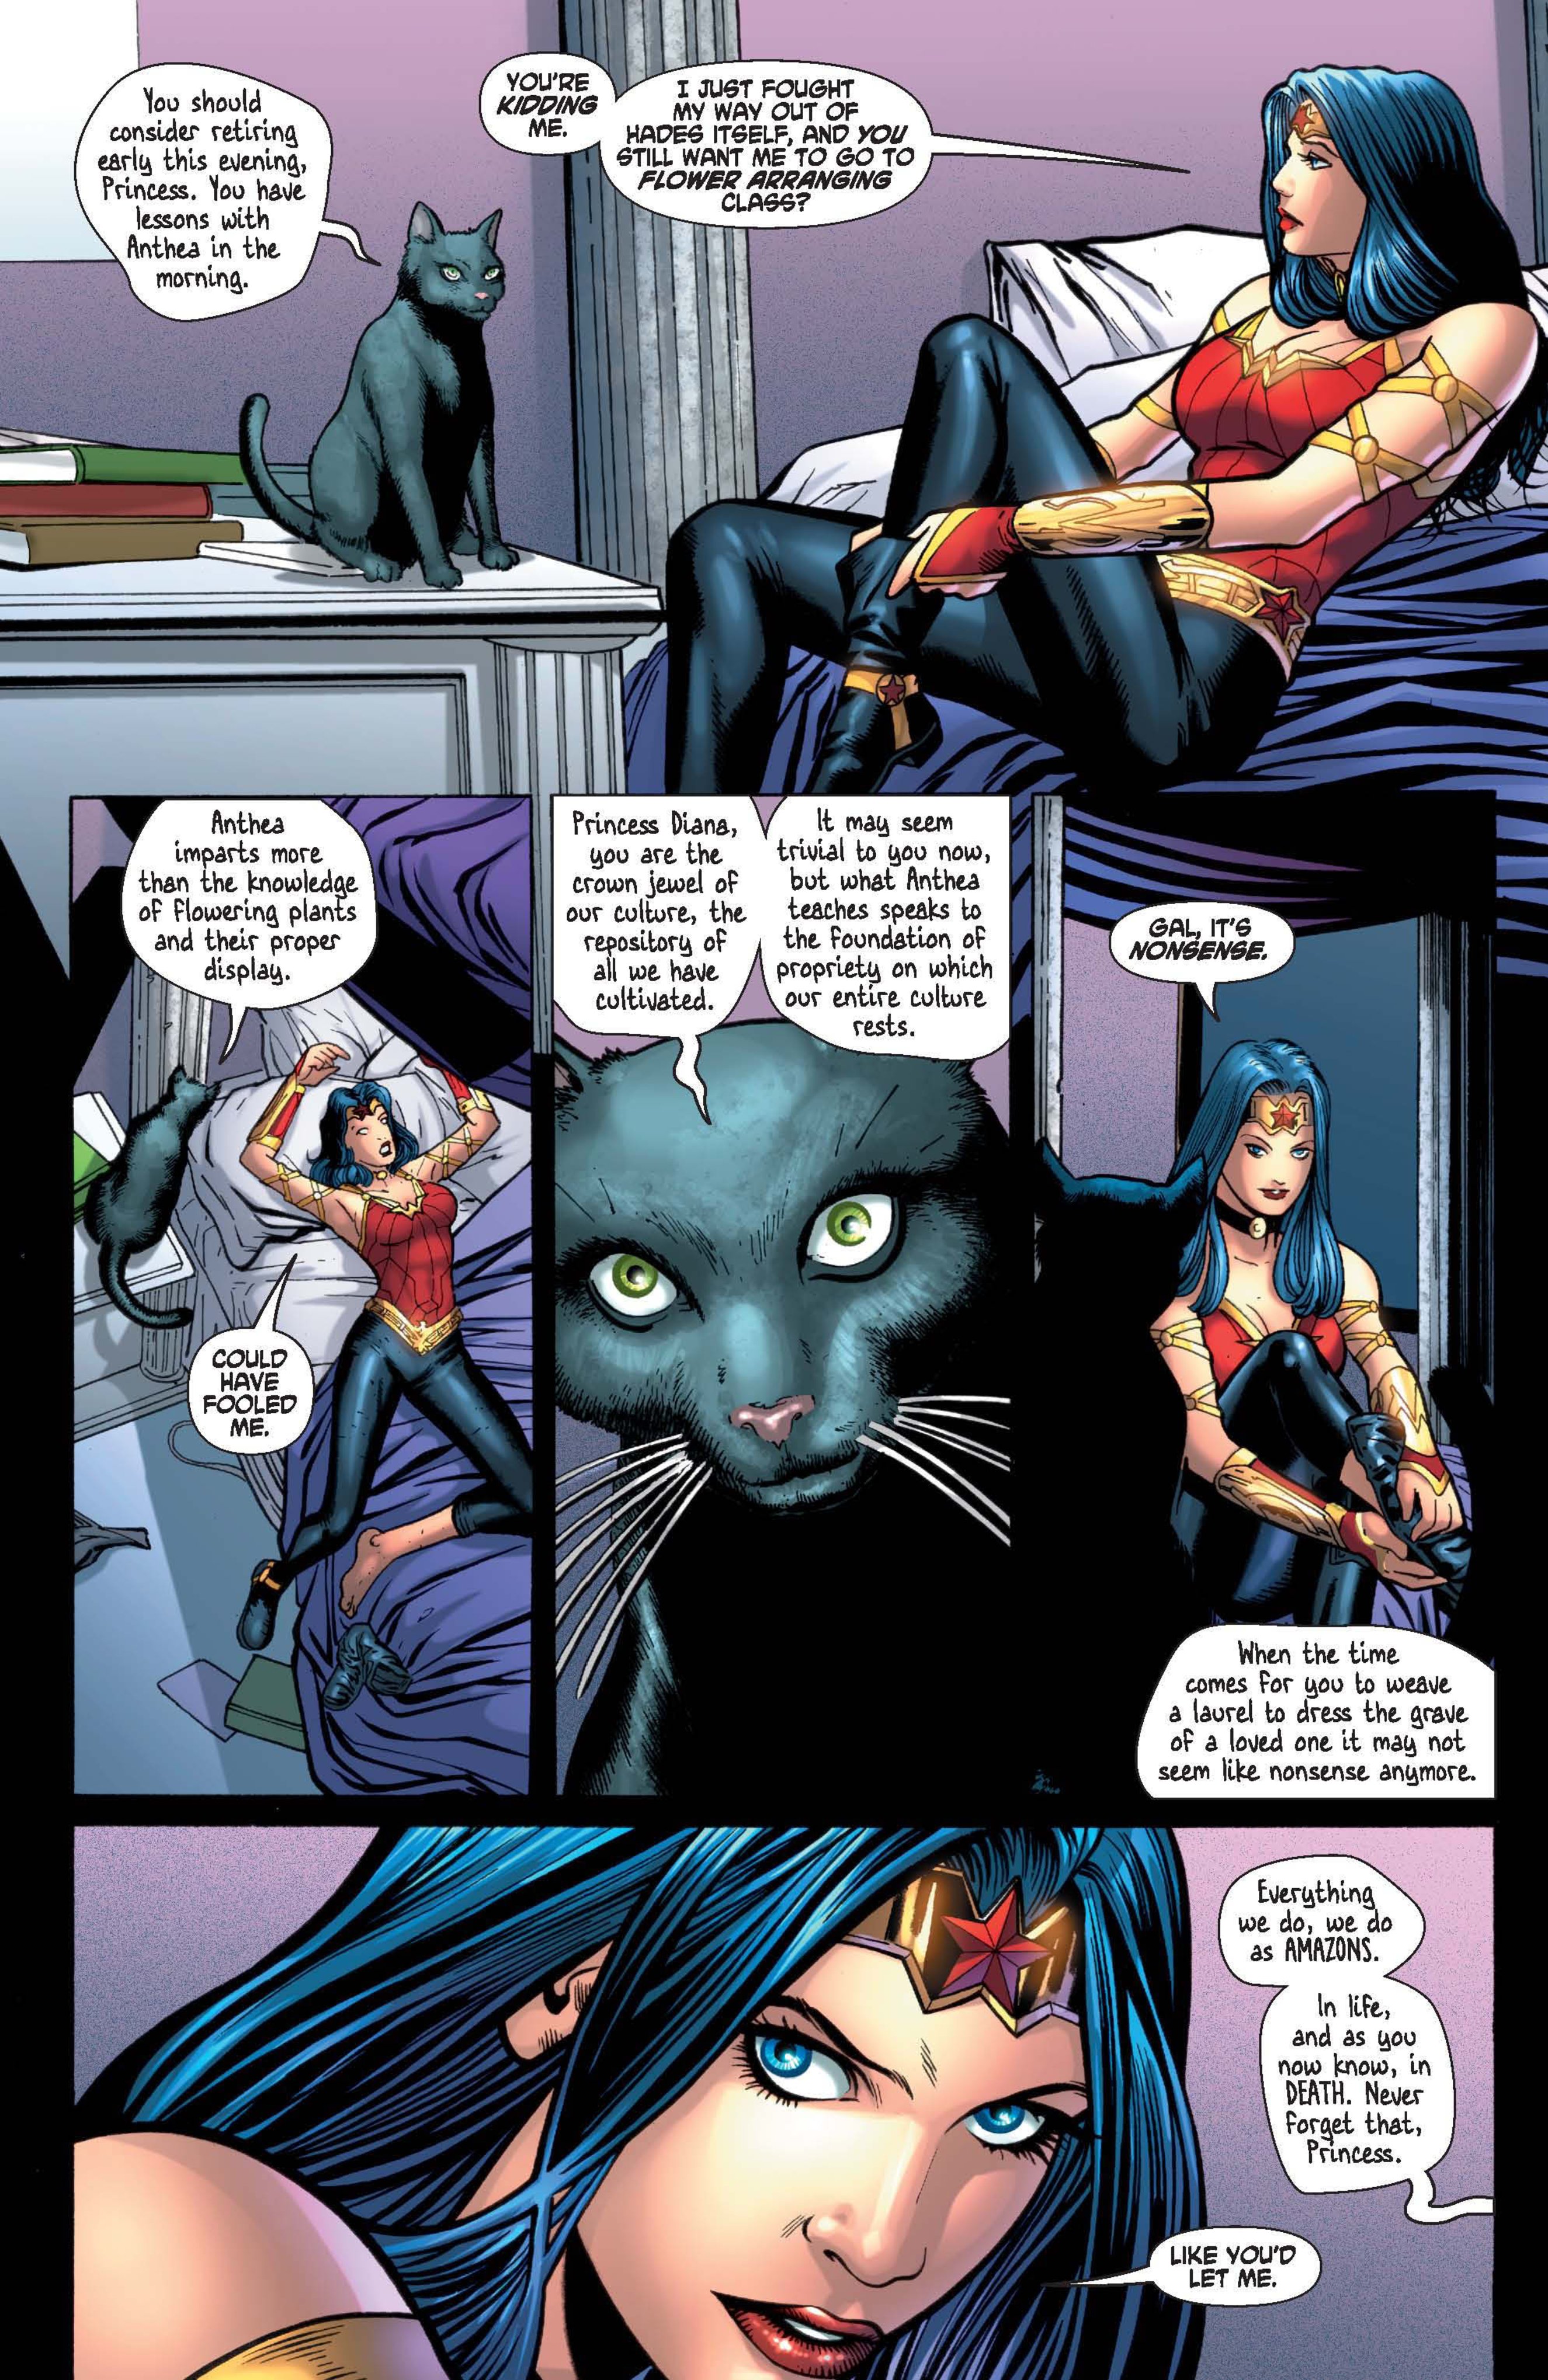 You should
consider retiring
early this evening,
Princess. You have
lessons with
Anthea in the
morning.
YOU'RE
KIDDING
ME.
I JUST FOUGHT
MY WAY OUT OF
HADES ITSELF, AND YOU
STILL WANT ME TO GO TO
FLOWER ARRANGING
CLASS?
Anthea
imparts more
than the knowledge
of flowering plants
and their proper
display.
COULD
HAVE
FOOLED
ME.
Princess Diana,
you are the
crown jewel of
our culture, the
repository of
all we have
cultivated.
It may seem
trivial to you now,
but what Anthea
teaches speaks to
the foundation of
propriety on which
our entire culture
rests.
GAL, IT'S
NONSENSE.
When the time
comes for you to weave
a laurel to dress the grave
of a loved one it may not
seem like nonsense anymore.
Everything
we do, we do
as AMAZONS.
In life,
and as you
now know, in
DEATH. Never
forget that,
Princess.
LIKE YOU'D
LET ME.